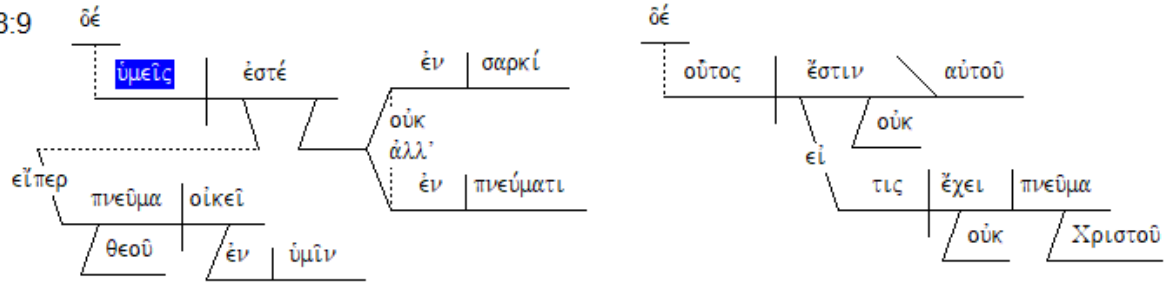 8:9
δέ
ὑμεῖς ἐστέ ἐν σαρκί
οὐκ
ἀλλ’
εἴπερ πνεῦμα οἰκεῖ ἐν πνεύματι
θεοῦ ἐν ὑμῖν
δέ
οὗτος ἔστιν αὐτοῦ
οὐκ
εἰ
τις ἔχει πνεῦμα
οὐκ Χριστοῦ